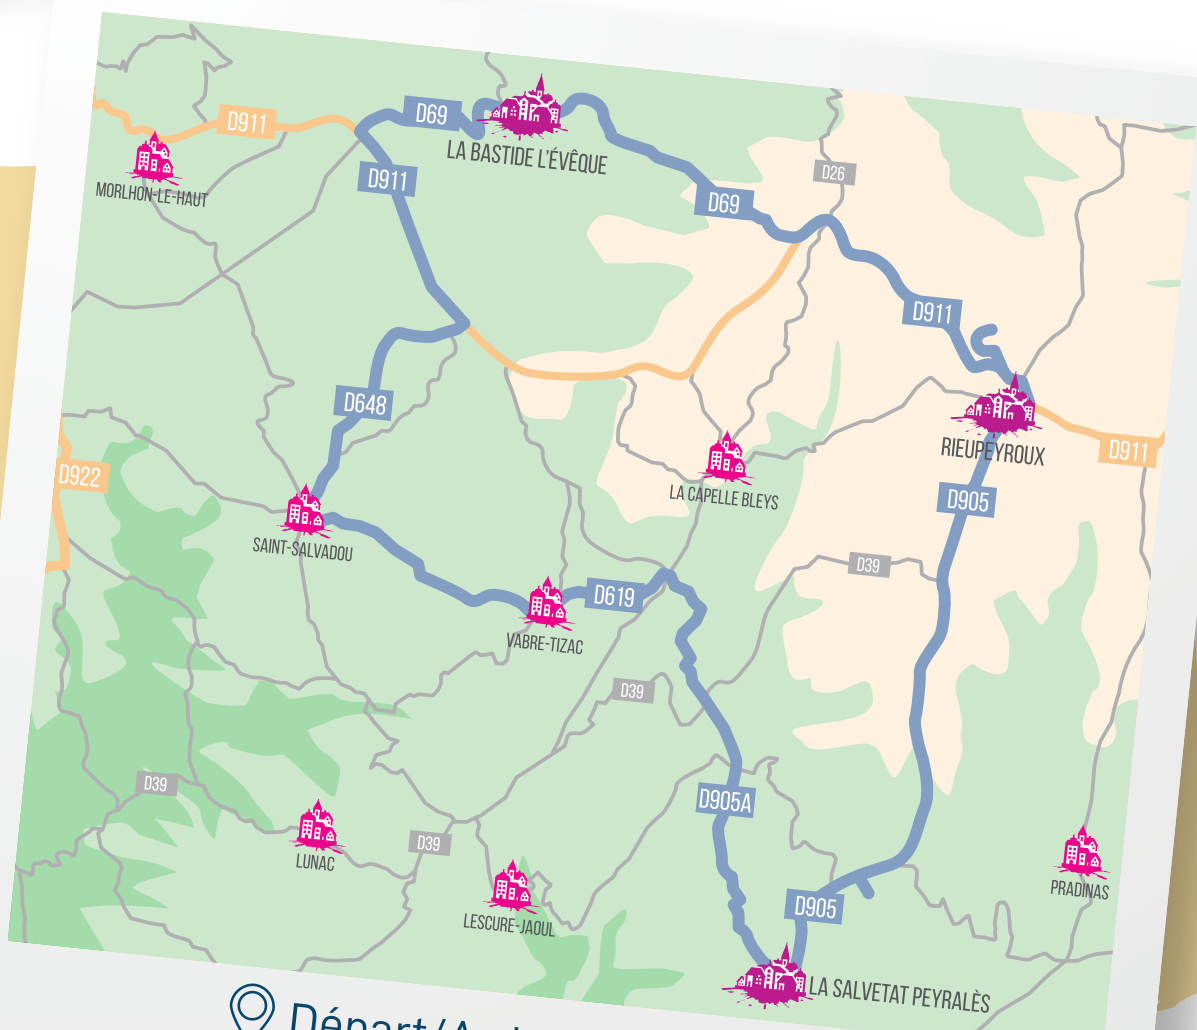 D911
D69
LA BASTIDE L'ÉVÊQUE
MORLHON-LE-HAUT
D911
D26
D69
D911
D648
RIEUPEYROUX
D911
D922
LA CAPELLE BLEYS
D905
SAINT-SALVADOU
D39
D619
VABRE-TIZAC
D39
D39
D905A
LUNAC
D39
PRADINAS
LESCURE-JAOUL
D905
LA SALVETAT PEYRALÈS